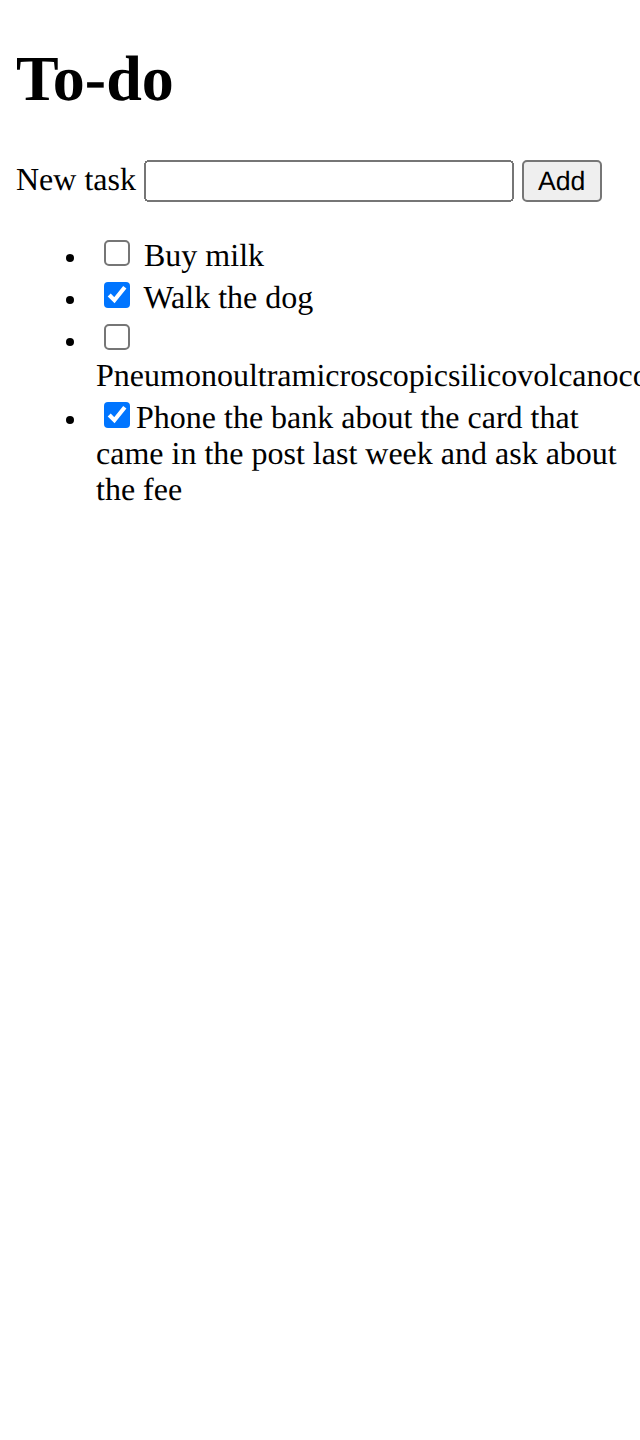 To-do
New task Add
Buy milk
Walk the dog
Pneumonoultramicroscopicsilicovolcanoco
Phone the bank about the card that
came in the post last week and ask about
the fee